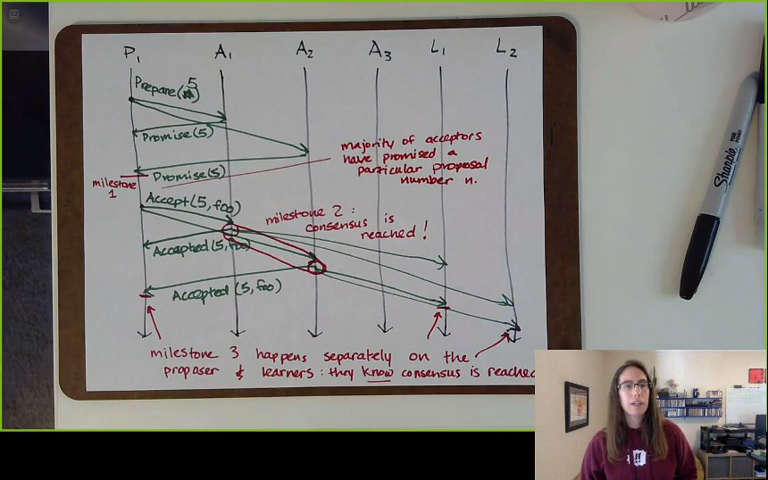 P1 A1 A2 A3 L1 L2
Prepare(5)
Promise(5)
Promise(5)
majority of acceptors
have promised a
particular proposal
number n.
milestone
1
Accept(5,foo)
milestone 2:
consensus is
reached!
Accepted(5,foo)
Accepted (5,foo)
milestone 3 happens separately on the
proposer & learners: they know consensus is reached
Sharpie